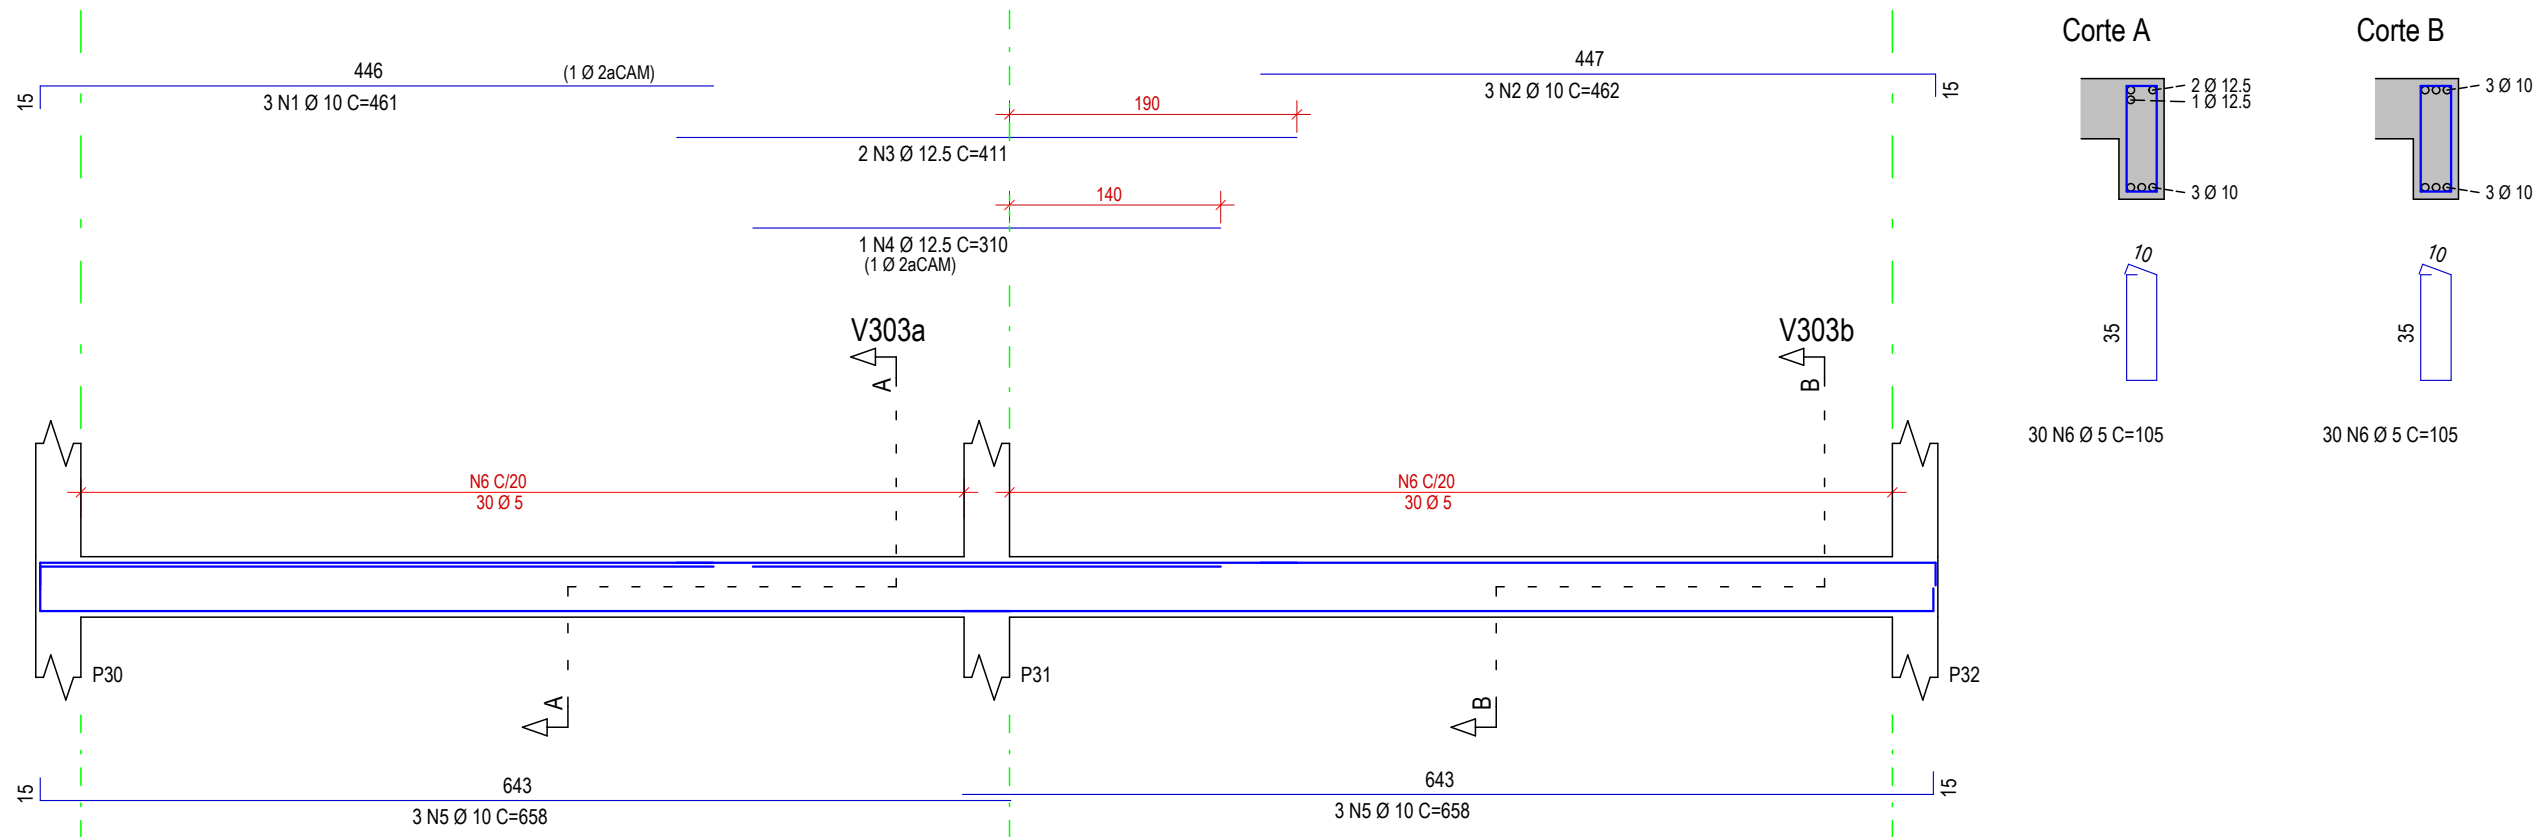 Corte A
Corte B
446
(1 Ø 2aCAM)
15
3 N1 Ø 10 C=461
447
3 N2 Ø 10 C=462
15
190
2 N3 Ø 12.5 C=411
140
1 N4 Ø 12.5 C=310
(1 Ø 2aCAM)
2 Ø 12.5
1 Ø 12.5
3 Ø 10
3 Ø 10
3 Ø 10
10
35
10
35
30 N6 Ø 5 C=105
30 N6 Ø 5 C=105
V303a
A
V303b
B
N6 C/20
30 Ø 5
N6 C/20
30 Ø 5
P30
P31
P32
A
B
15
643
3 N5 Ø 10 C=658
643
3 N5 Ø 10 C=658
15